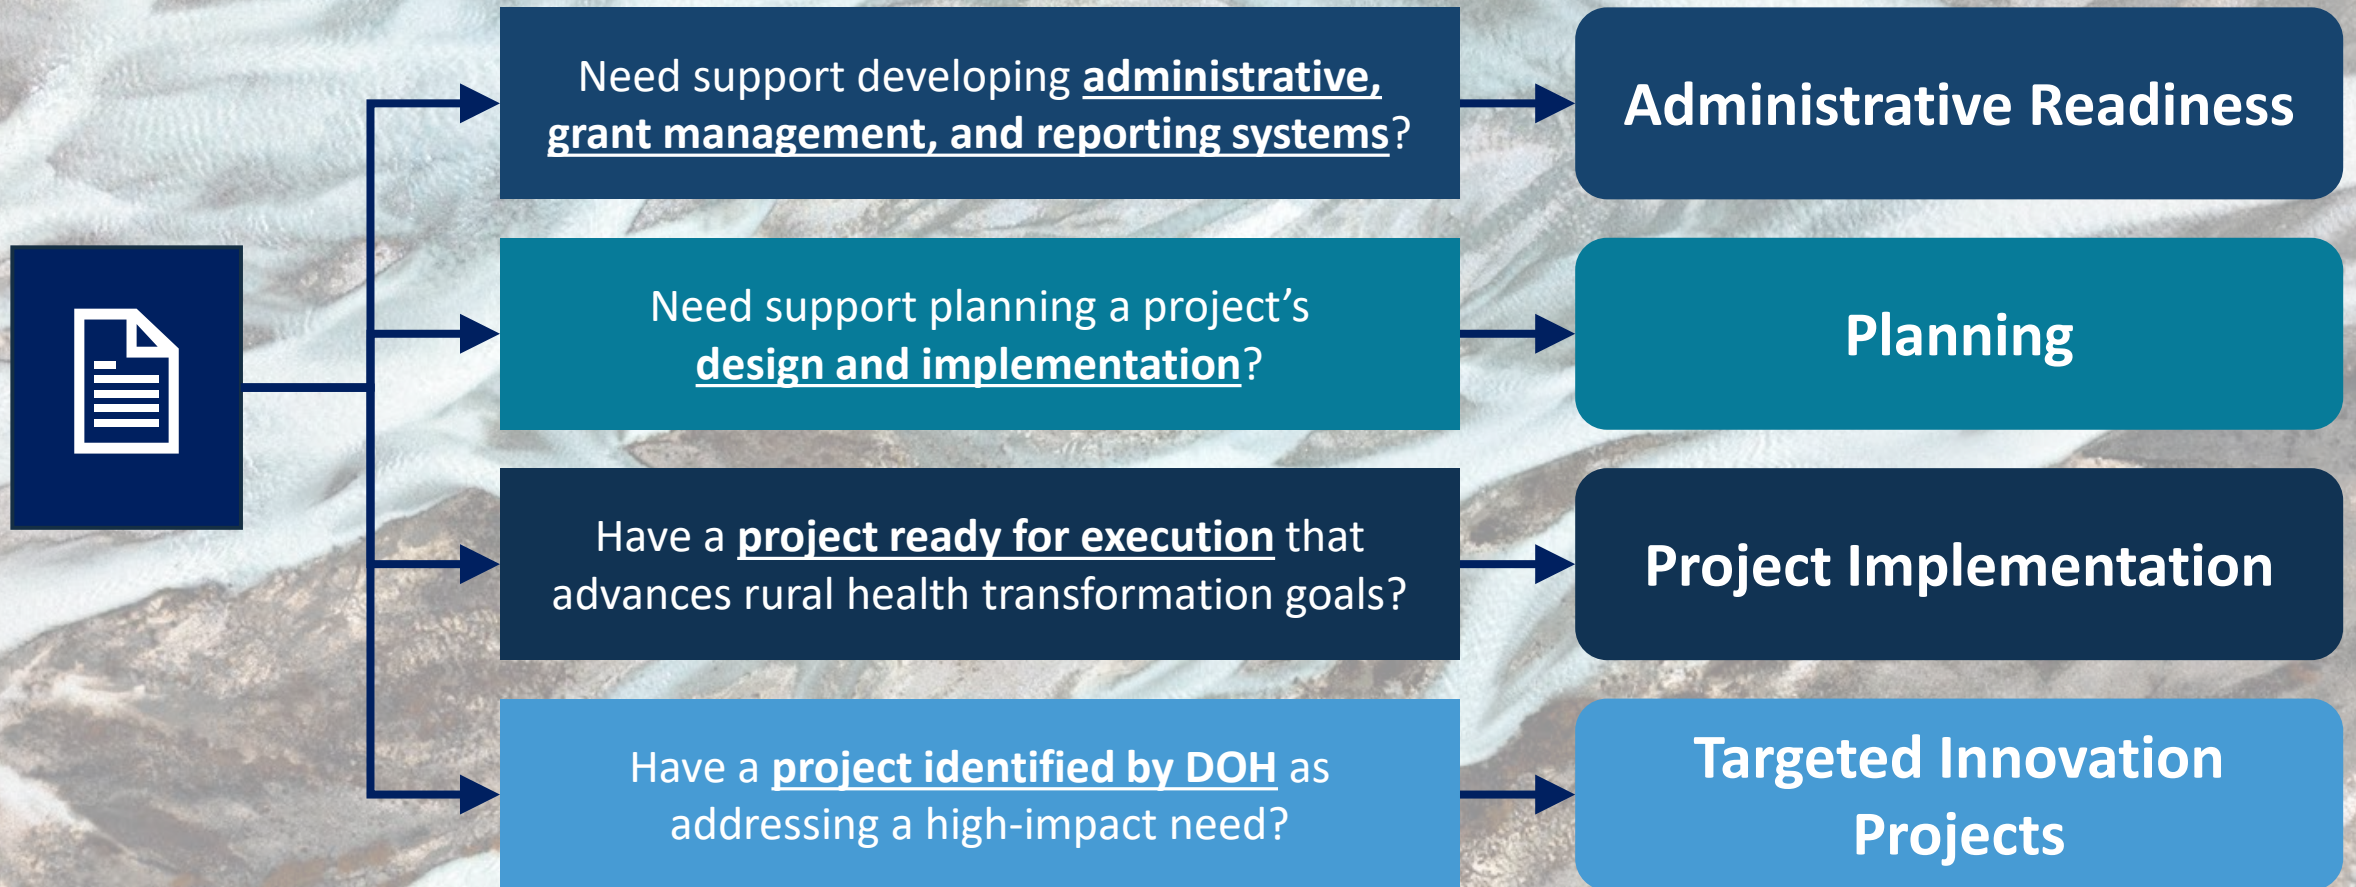 Need support developing administrative,
grant management, and reporting systems?
Administrative Readiness
Need support planning a project’s
design and implementation?
Planning
Have a project ready for execution that
advances rural health transformation goals?
Project Implementation
Have a project identified by DOH as
addressing a high-impact need?
Targeted Innovation
Projects